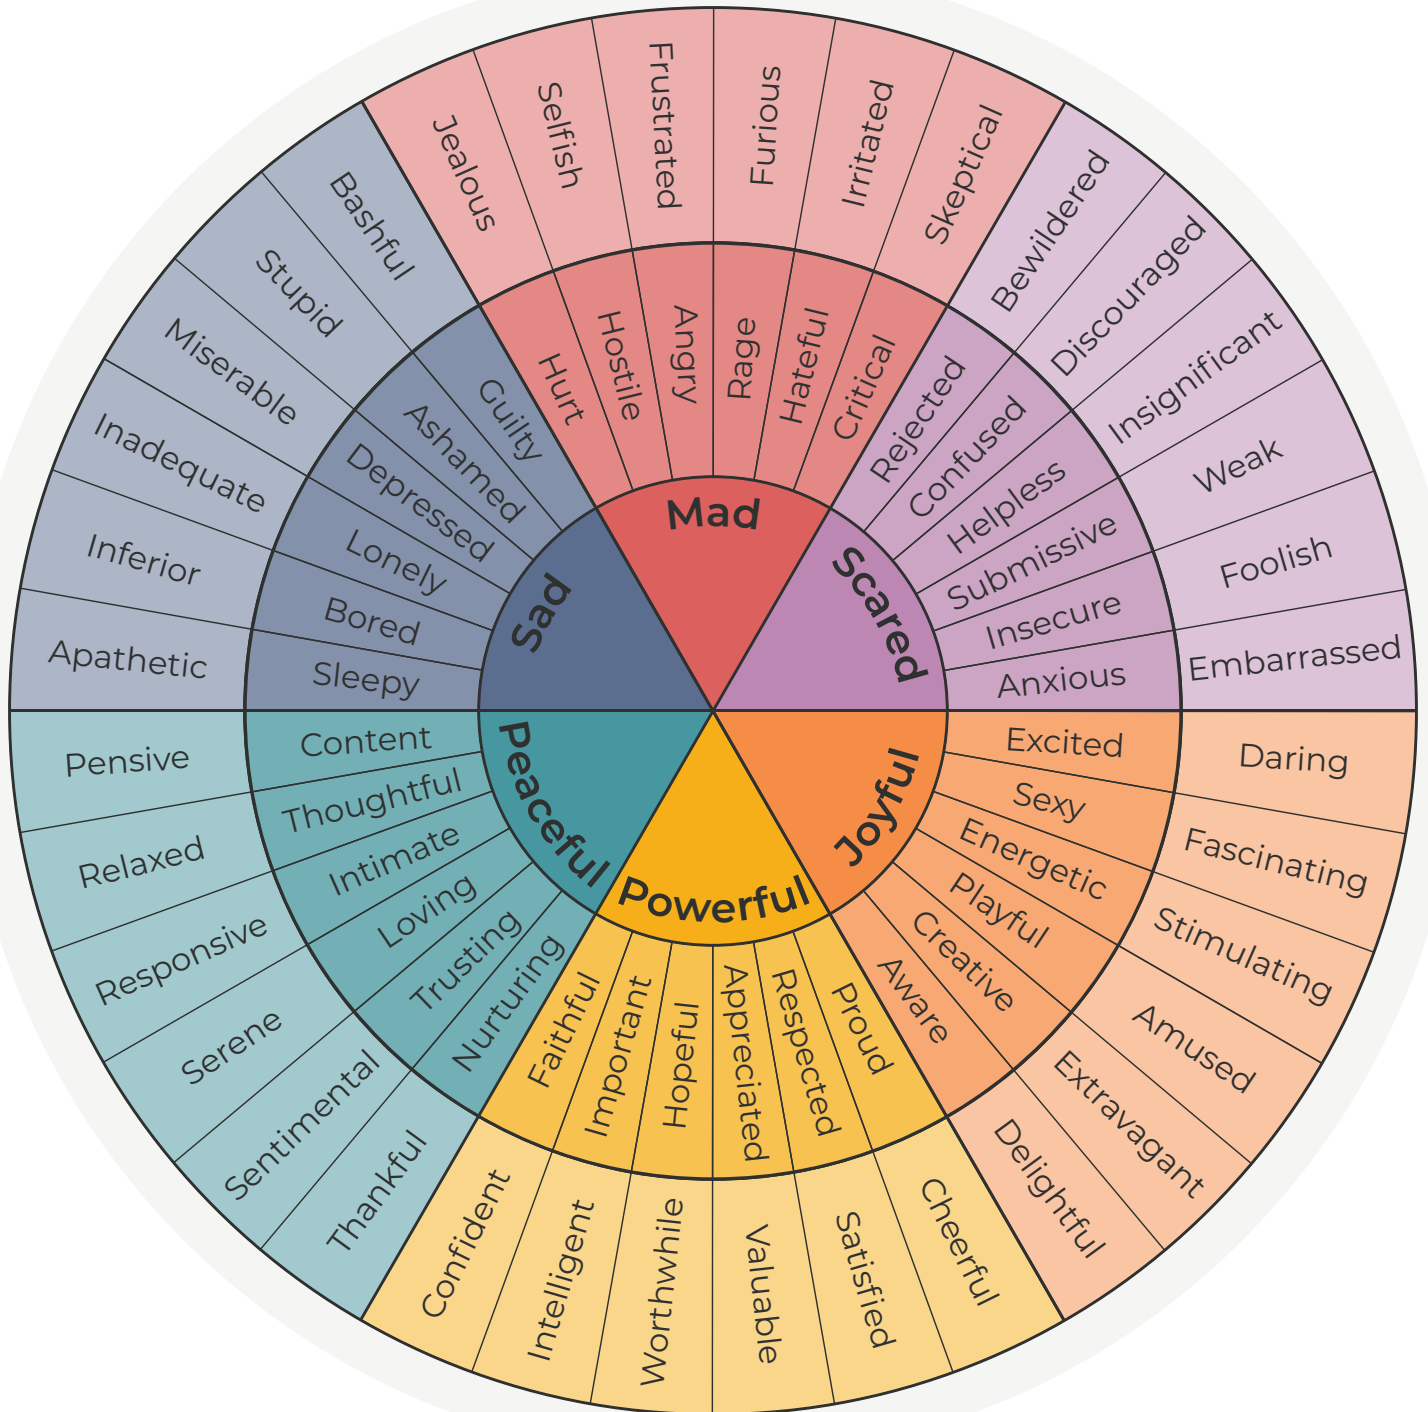 Mad
Scared
Joyful
Powerful
Peaceful
Sad
Hurt
Hostile
Angry
Rage
Hateful
Critical
Rejected
Confused
Helpless
Submissive
Insecure
Anxious
Excited
Sexy
Energetic
Playful
Creative
Aware
Proud
Respected
Appreciated
Hopeful
Important
Faithful
Nurturing
Trusting
Loving
Intimate
Thoughtful
Content
Sleepy
Bored
Lonely
Depressed
Ashamed
Guilty
Jealous
Selfish
Frustrated
Furious
Irritated
Skeptical
Bewildered
Discouraged
Insignificant
Weak
Foolish
Embarrassed
Daring
Fascinating
Stimulating
Amused
Extravagant
Delightful
Cheerful
Satisfied
Valuable
Worthwhile
Intelligent
Confident
Thankful
Sentimental
Serene
Responsive
Relaxed
Pensive
Apathetic
Inferior
Inadequate
Miserable
Stupid
Bashful